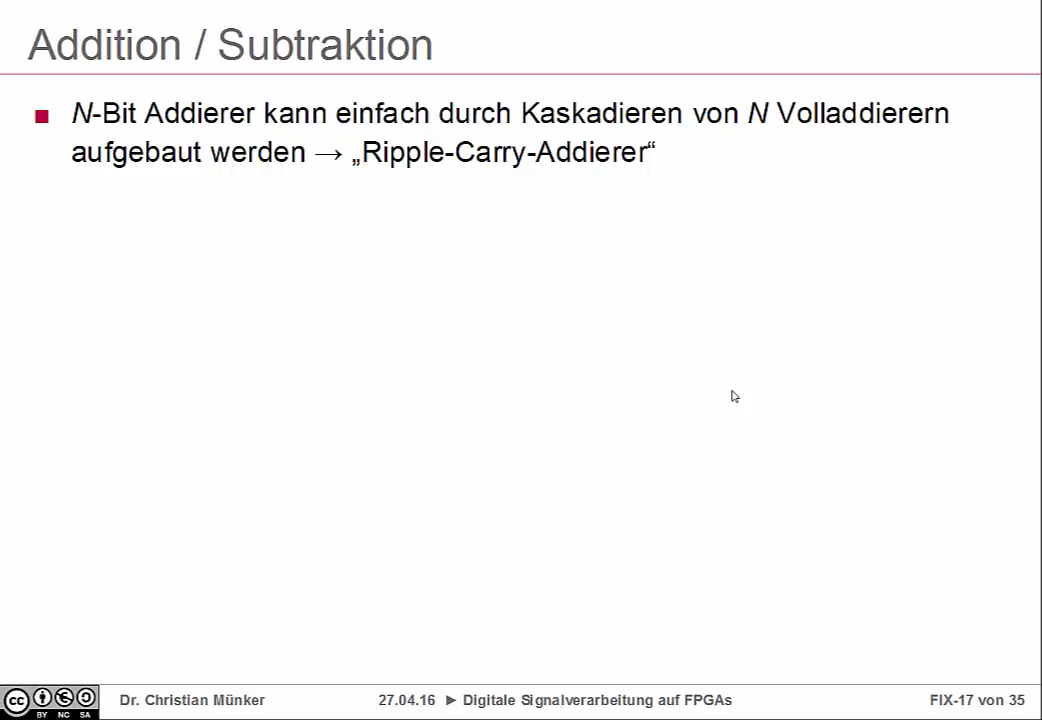 Addition / Subtraktion
N-Bit Addierer kann einfach durch Kaskadieren von N Volladdierern
aufgebaut werden → „Ripple-Carry-Addierer“
cc BY NC SA
Dr. Christian Münker 27.04.16 ► Digitale Signalverarbeitung auf FPGAs FIX-17 von 35